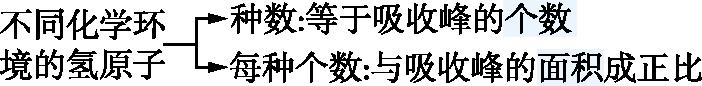 不同化学环
境的氢原子
种数:等于吸收峰的个数
每种个数:与吸收峰的面积成正比